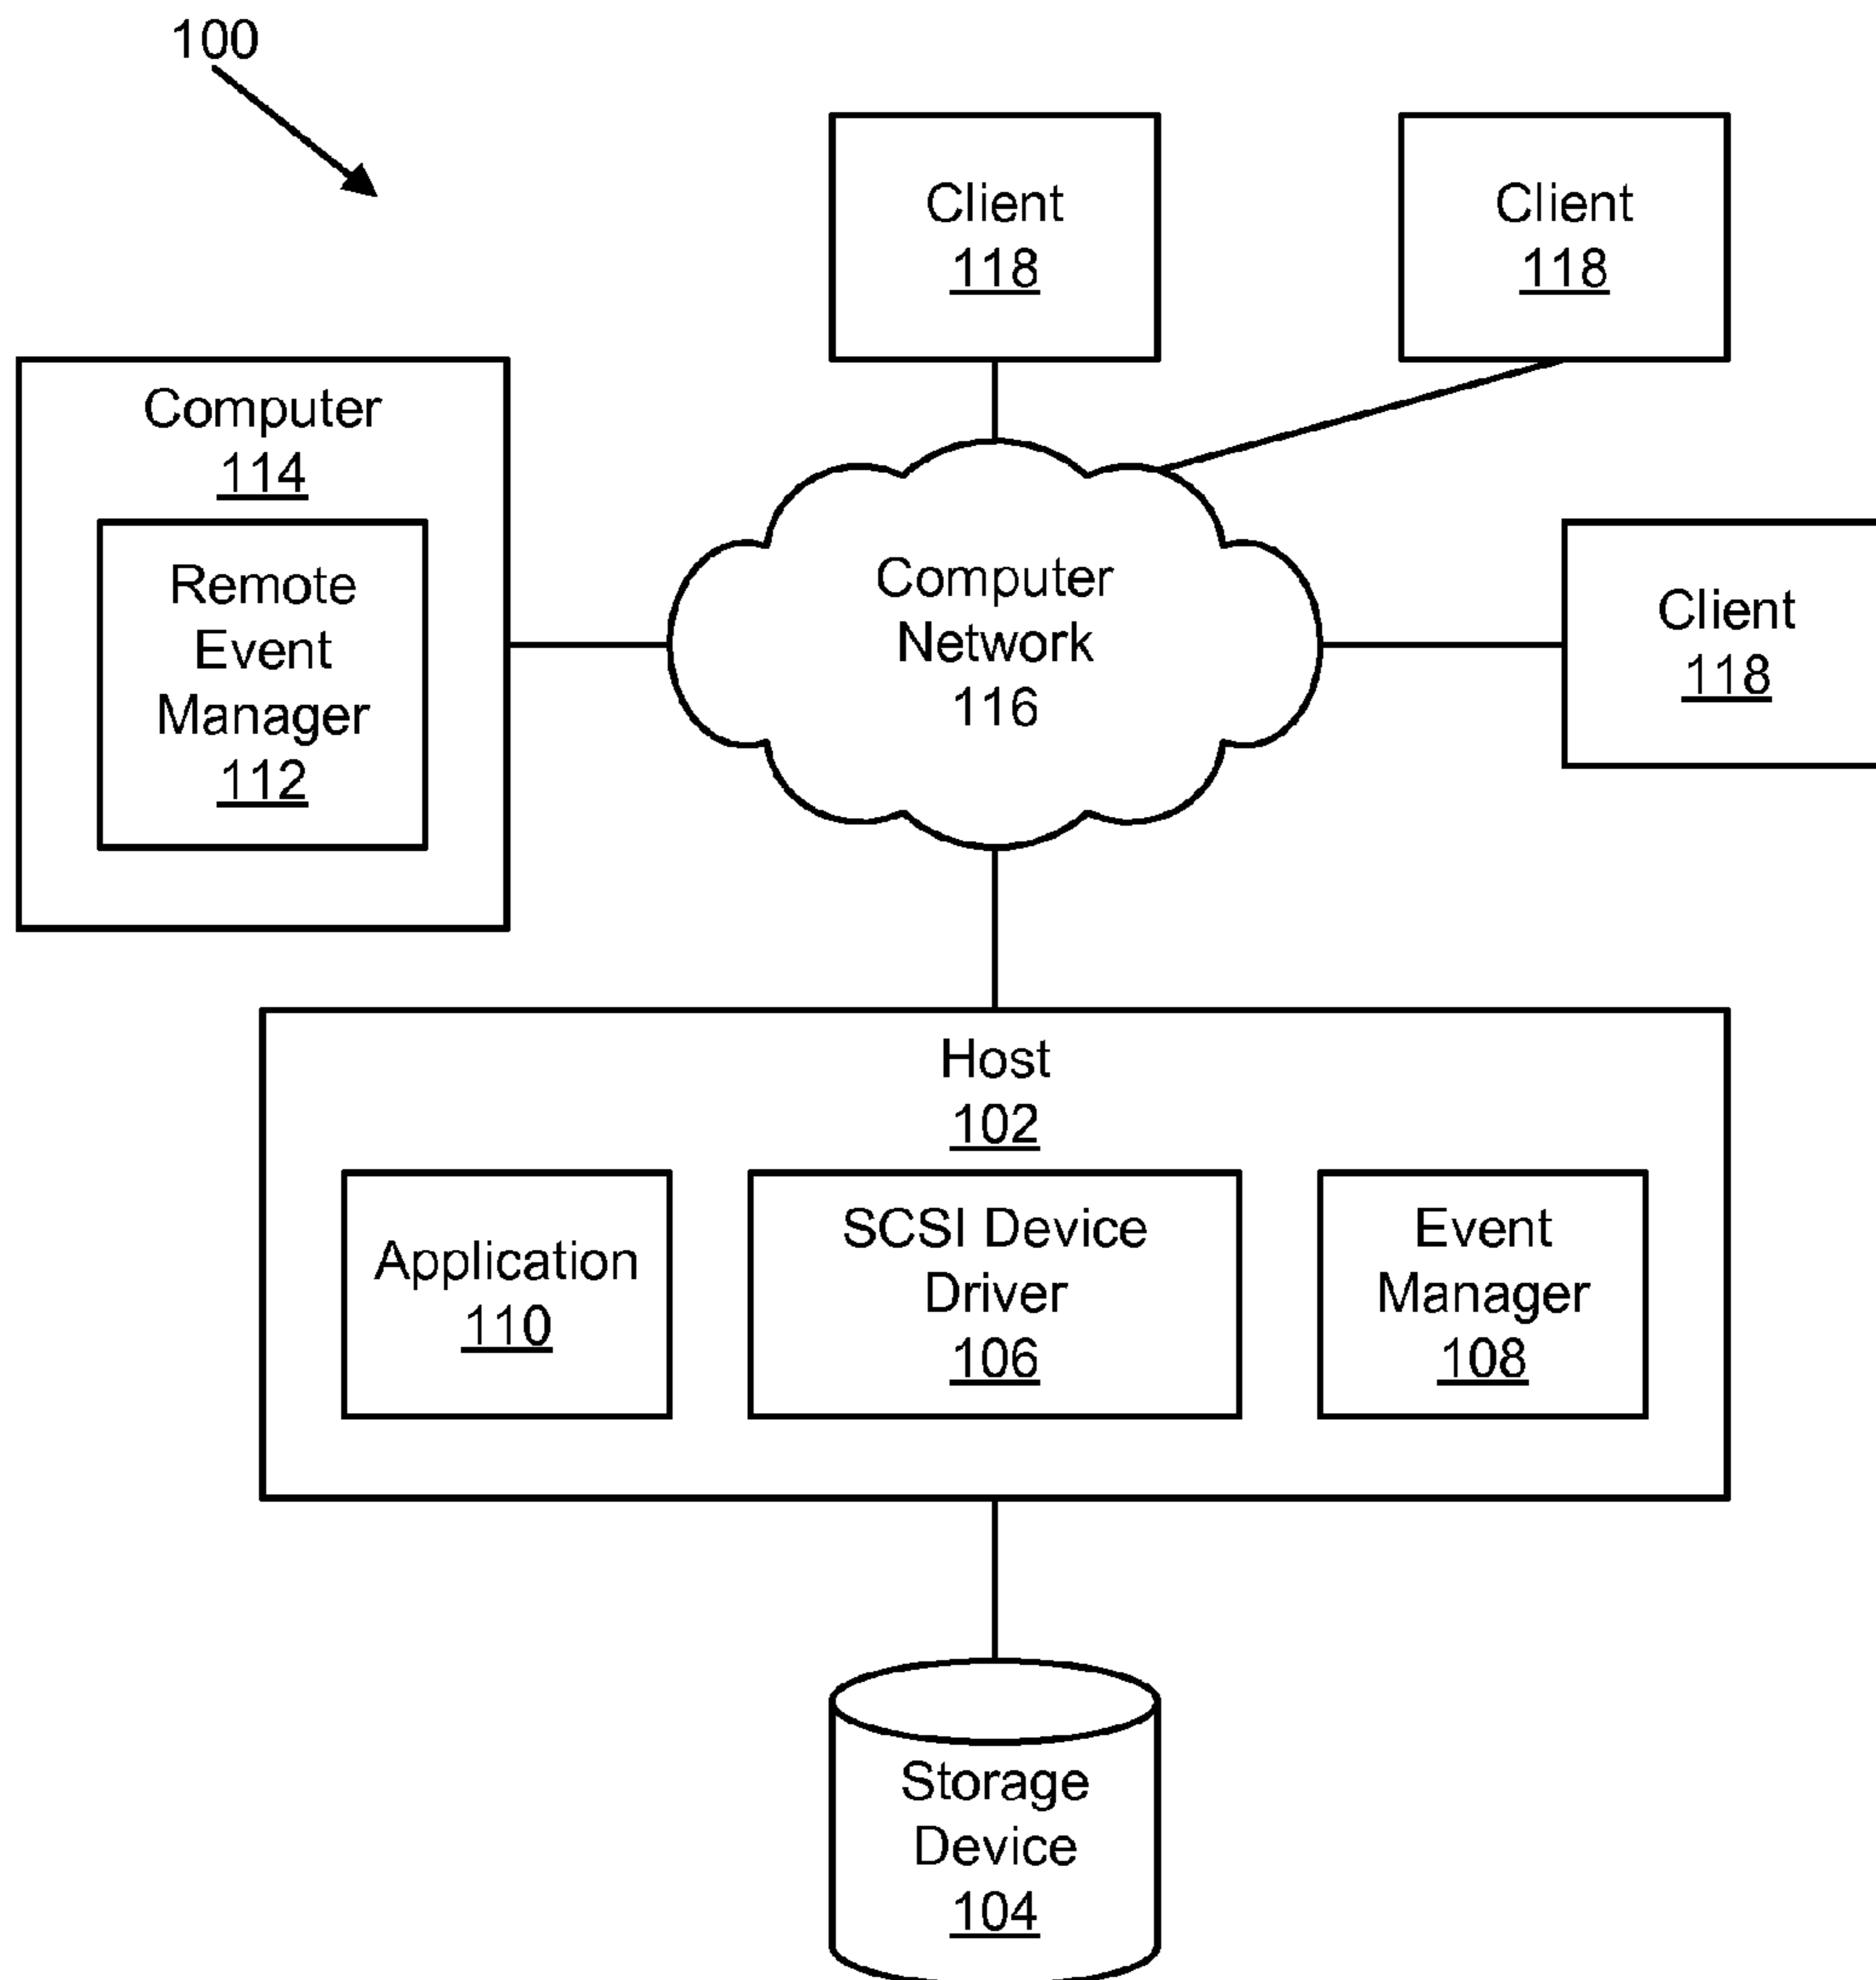 100
Client
118
Client
118
Computer
114
Remote
Event
Manager
112
Computer
Network
116
Client
118
Host
102
Application
110
SCSI Device
Driver
106
Event
Manager
108
Storage
Device
104